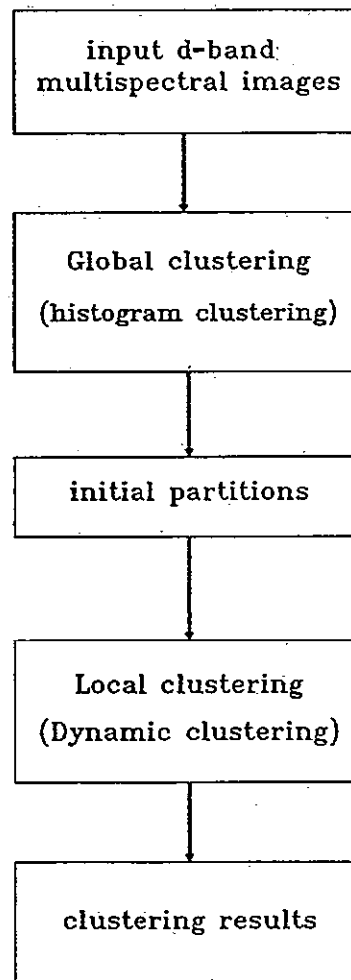 input d-band
multispectral images
Global clustering
(histogram clustering)
initial partitions
Local clustering
(Dynamic clustering)
clustering results